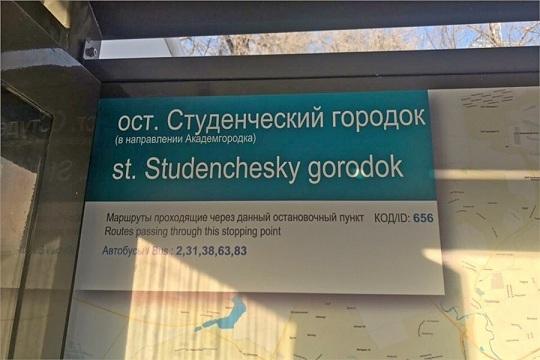 ост. Студенческий городок
(в направлении Академгородка)
st. Studenchesky gorodok
Маршруты проходящие через данный остановочный пункт КОД/ID: 656
Routes passing through this stopping point
Автобусы / Bus : 2,31,38,63,83